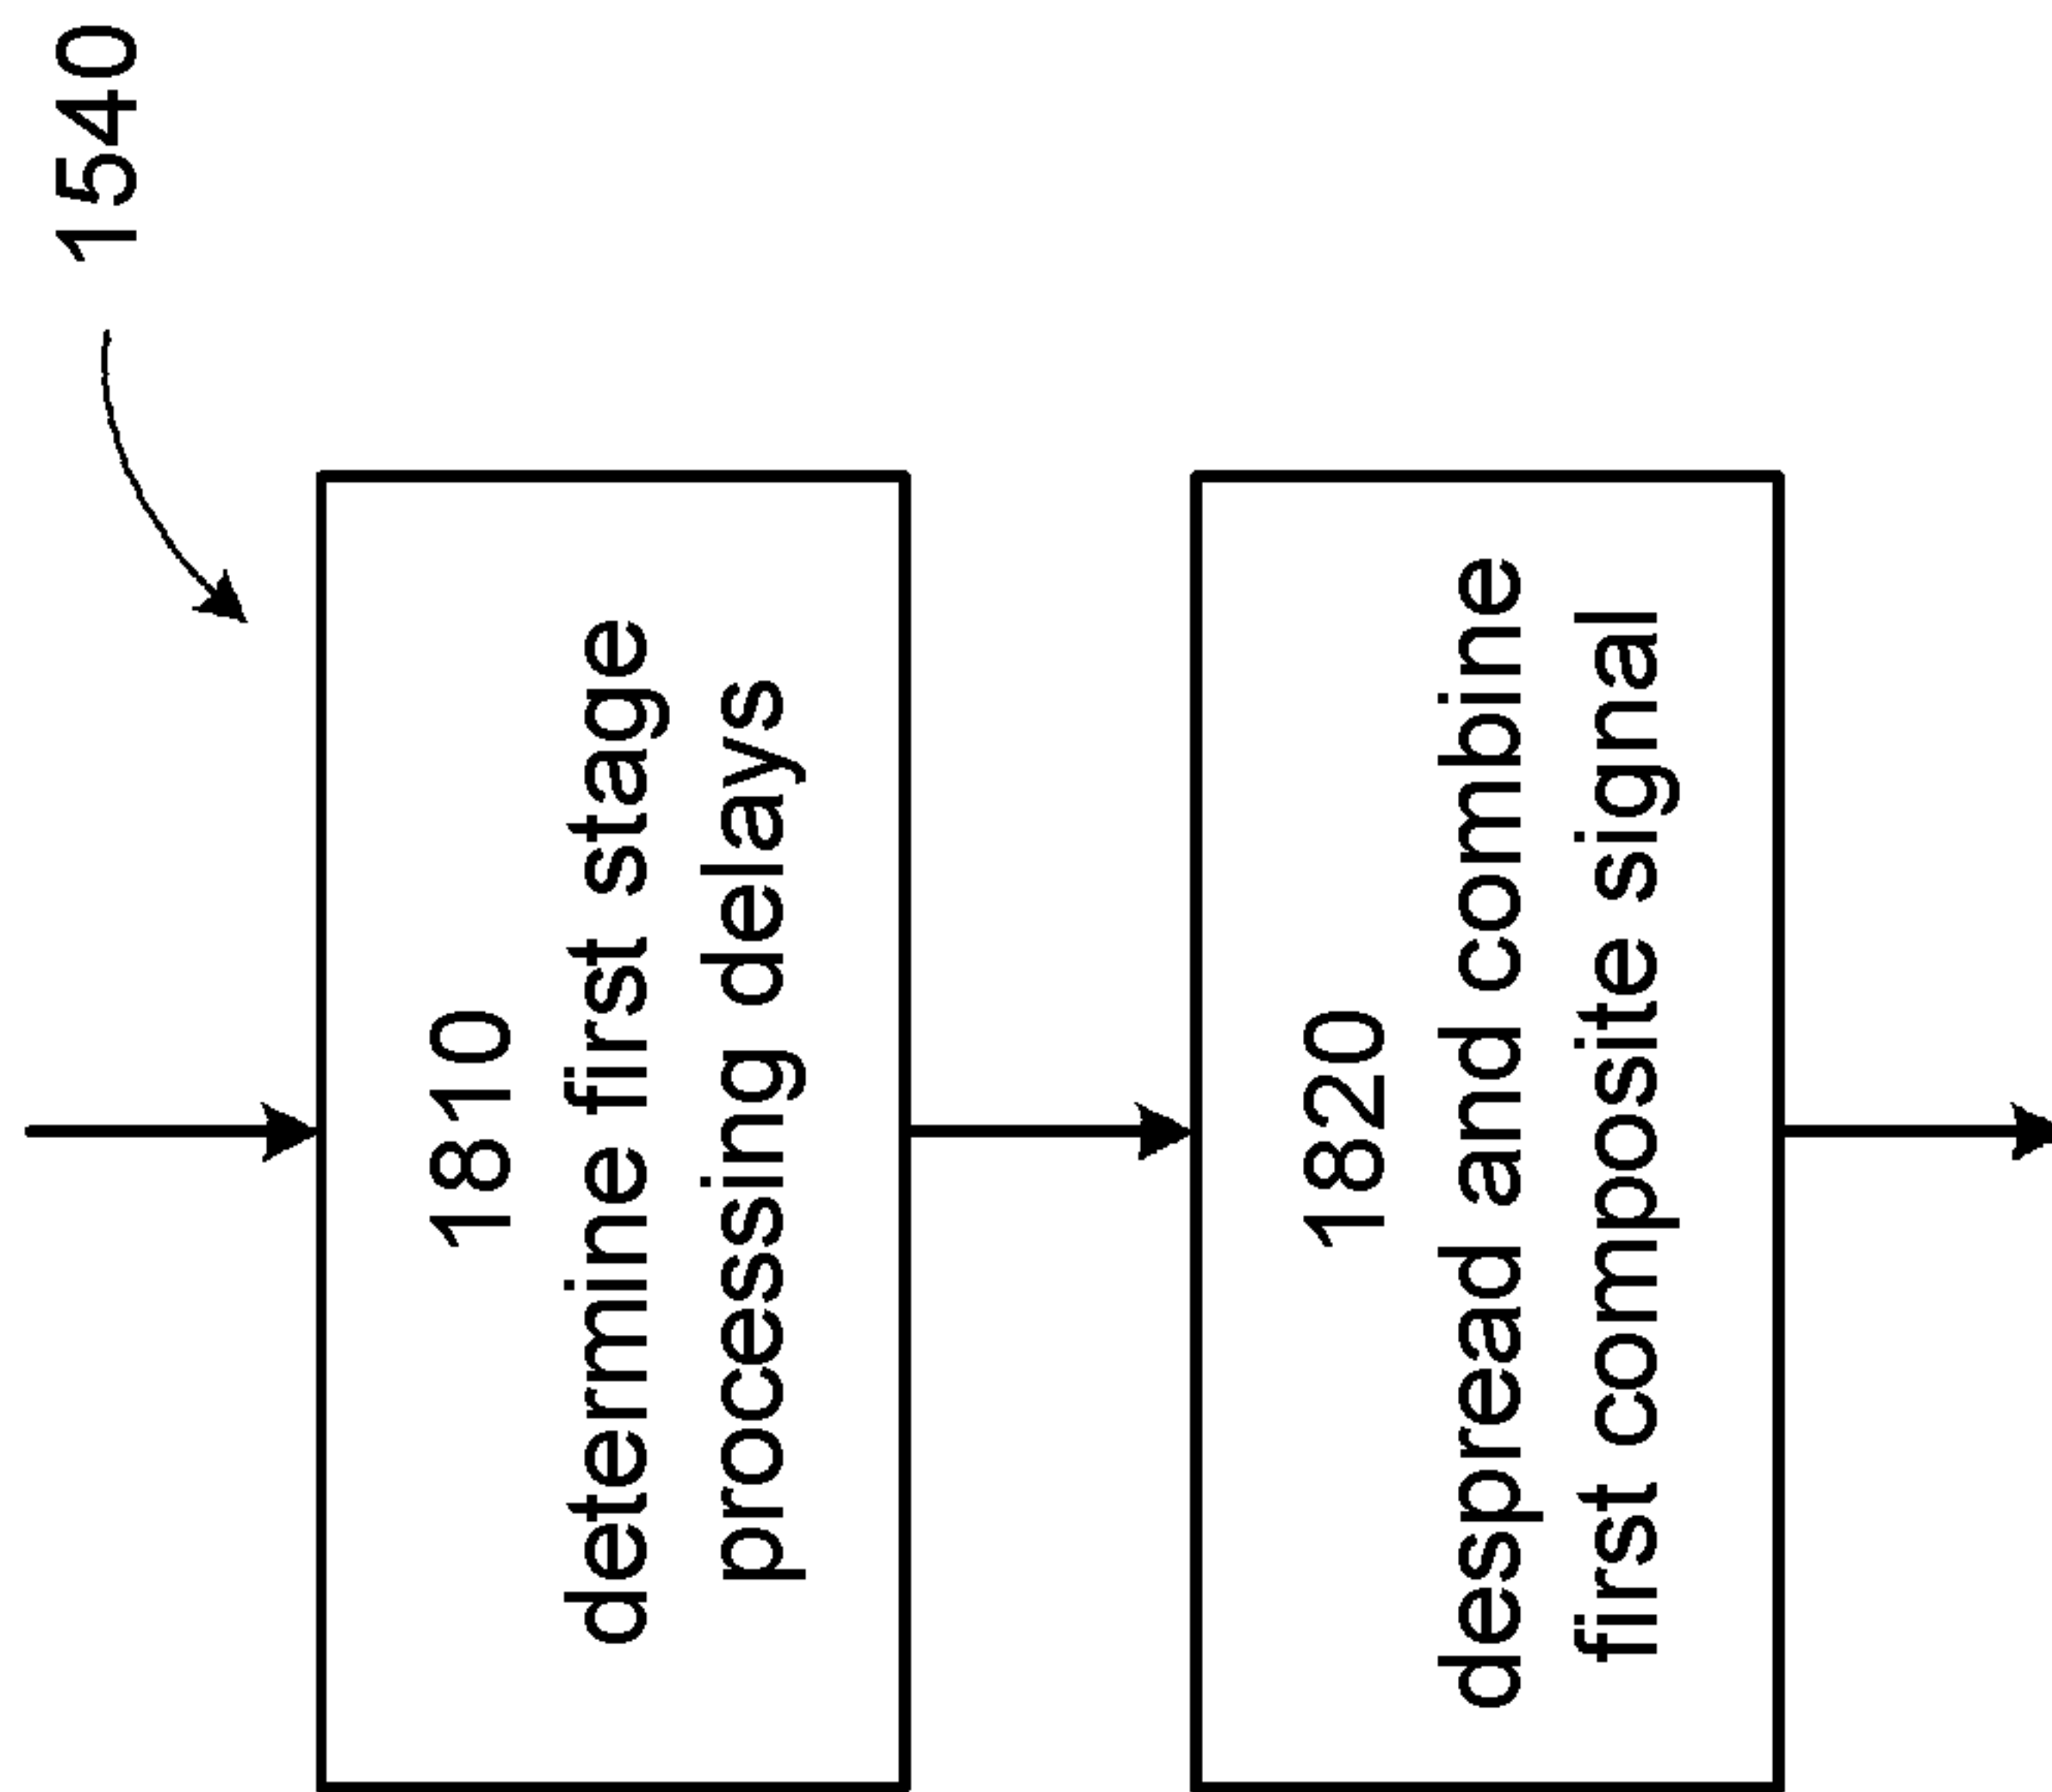 1540
1810
determine first stage
processing delays
1820
despread and combine
first composite signal